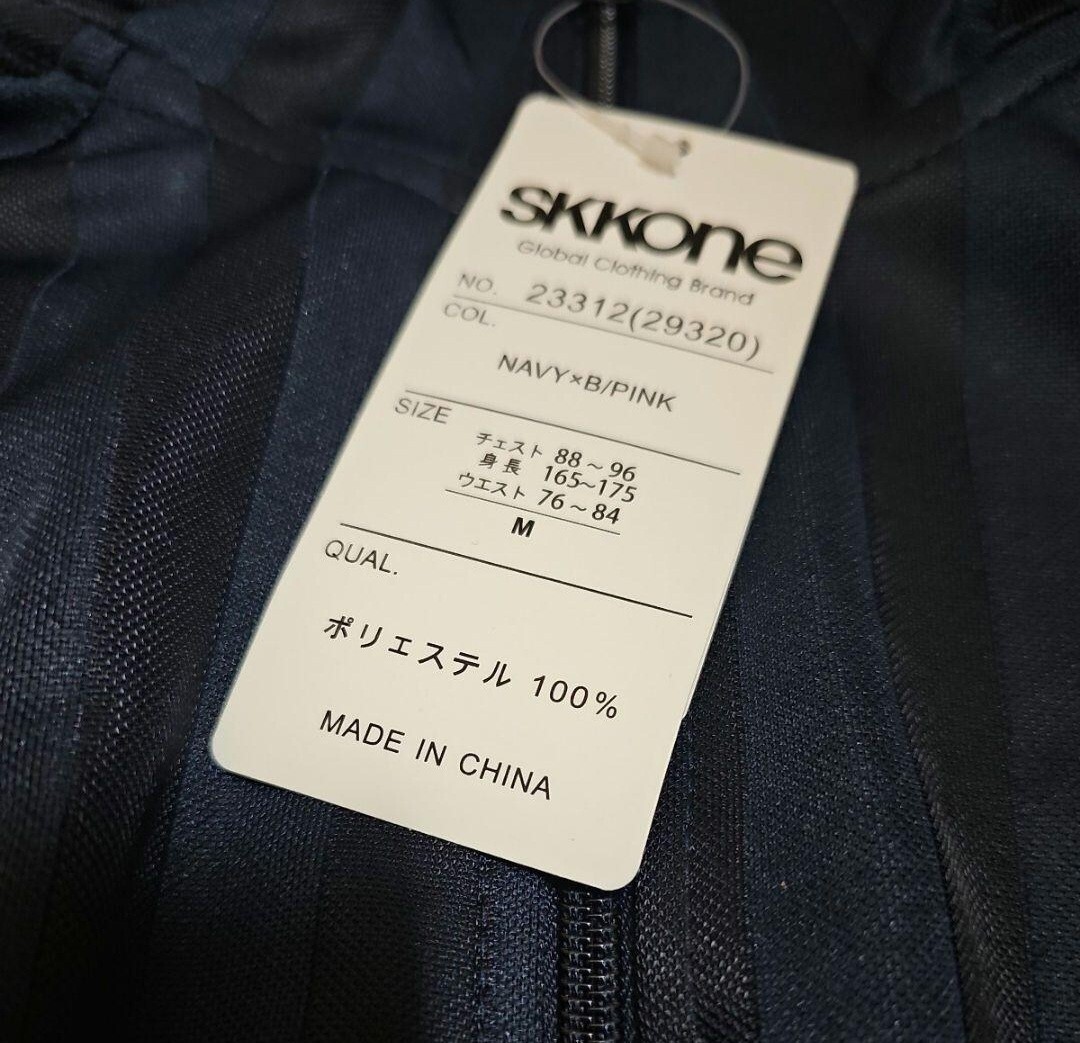 SKKONE
Global Clothing Brand
NO. 23312(29320)
COL.
NAVY×B/PINK
SIZE
チェスト 88～96
身長 165～175
ウエスト 76～84
M
QUAL.
ポリエステル 100%
MADE IN CHINA